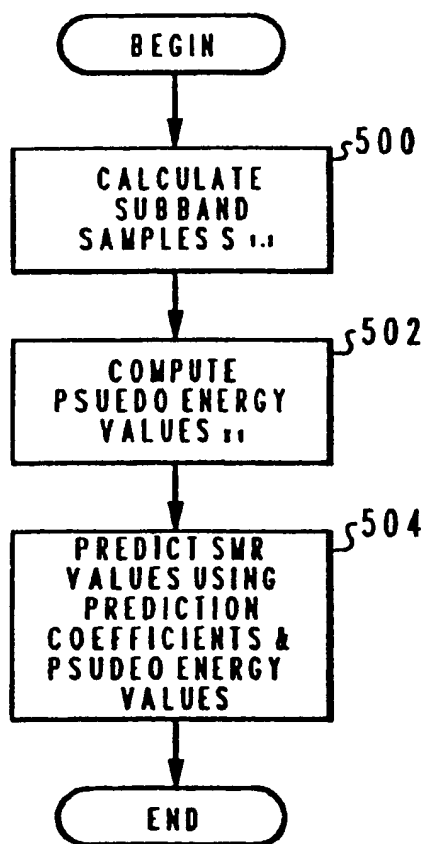 BEGIN
500
CALCULATE
SUBBAND
SAMPLES S
502
COMPUTE
PSUEDO ENERGY
VALUES
504
PREDICT SMR
VALUES USING
PREDICTION
COEFFICIENTS &
PSUDEO ENERGY
VALUES
END